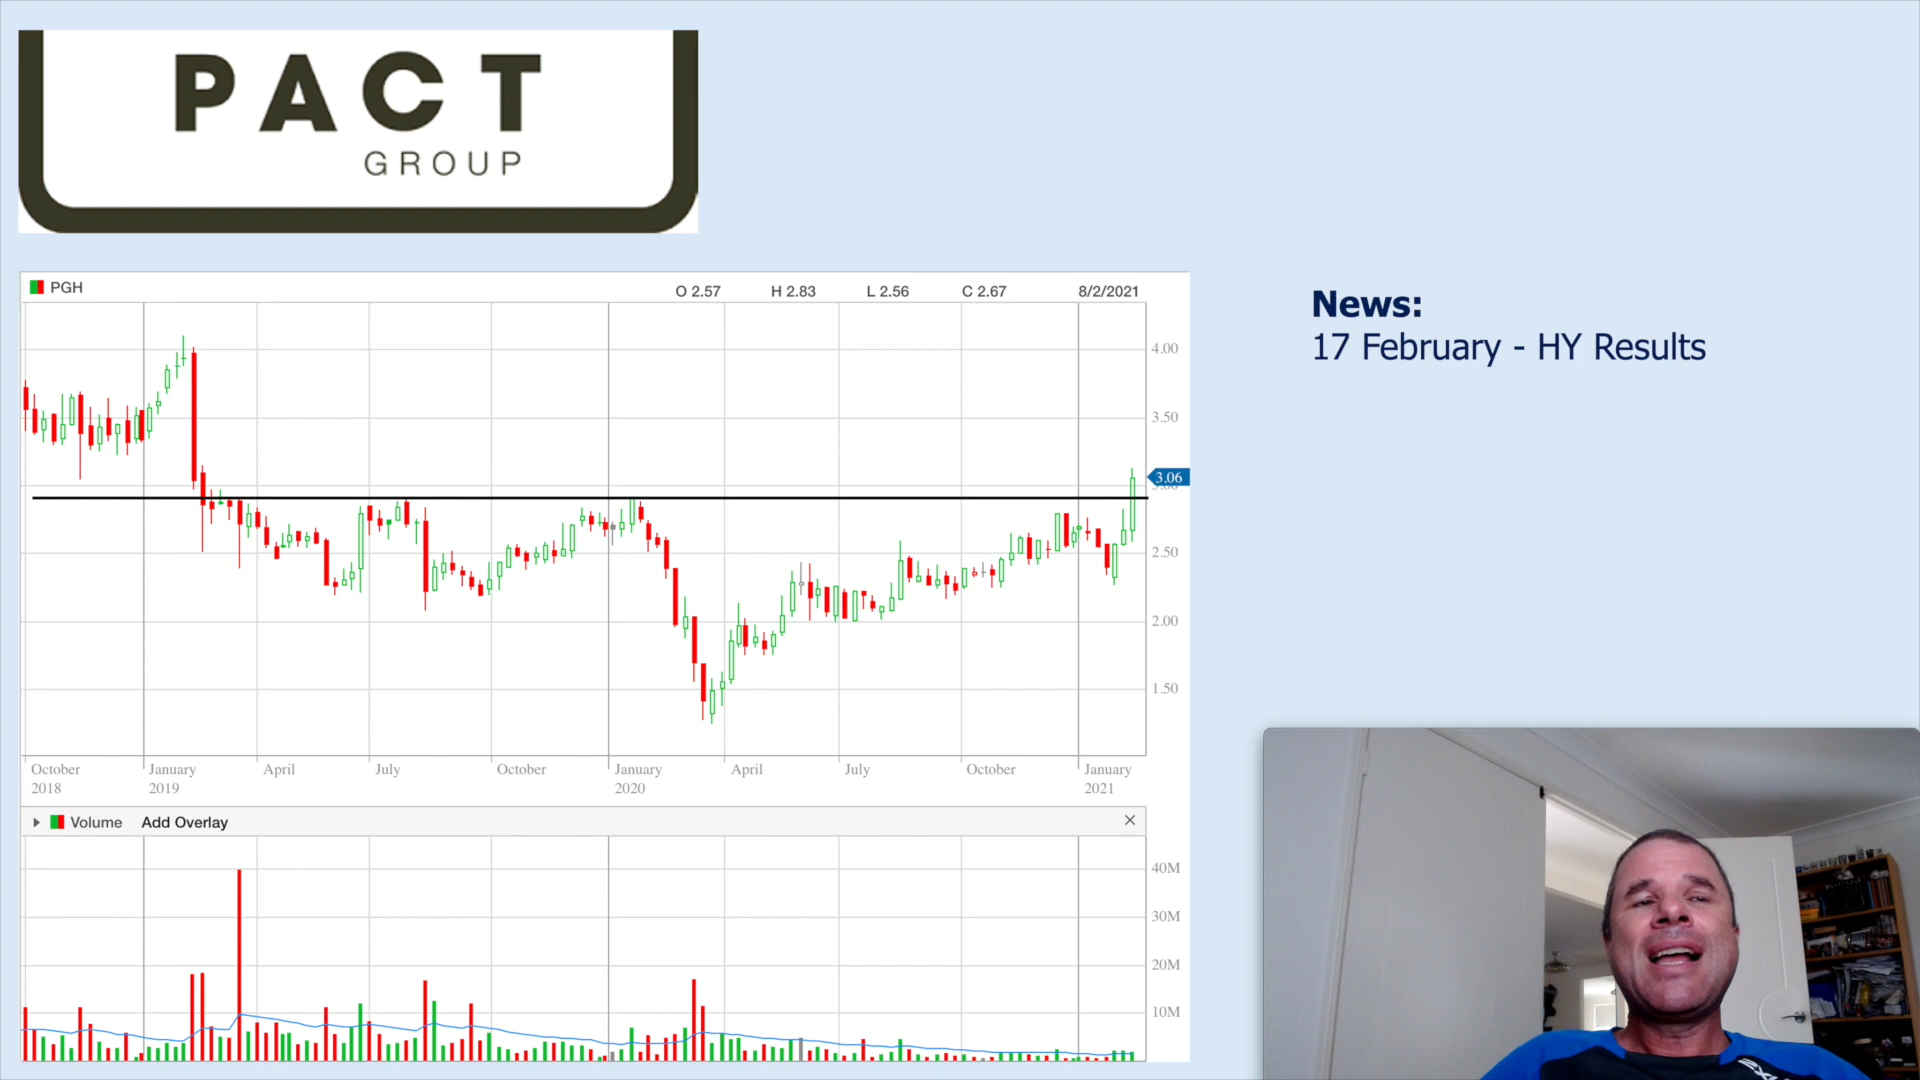 PACT
GROUP
PGH
O 2.57 H 2.83 L 2.56 C 2.67 8/2/2021
4.00
3.50
3.06
2.50
2.00
1.50
October January April July October January April July October January
2018 2019 2020 2021
Volume Add Overlay
40M
30M
20M
10M
News:
17 February - HY Results